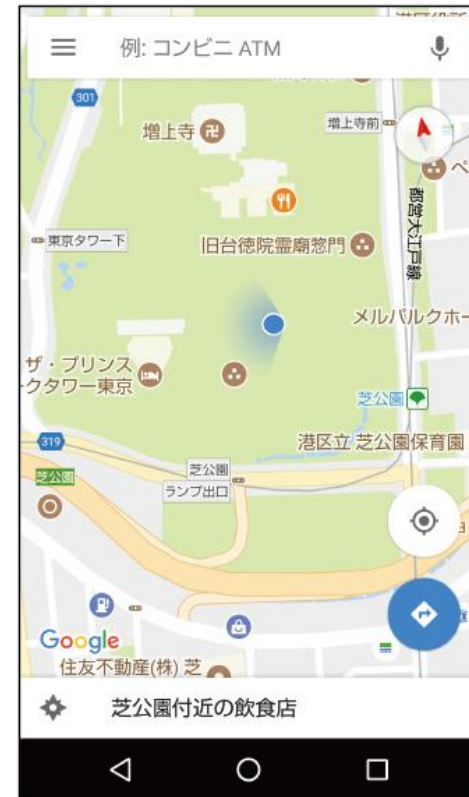 例: コンビニ ATM
301
増上寺
増上寺前
ペ
都営大江戸線
東京タワー下
旧台徳院霊廟惣門
メルパルクホー
ザ・プリンス
ークタワー東京
芝公園
319
港区立 芝公園保育園
芝公園
芝公園
ランプ出口
Google
住友不動産(株) 芝
芝公園付近の飲食店